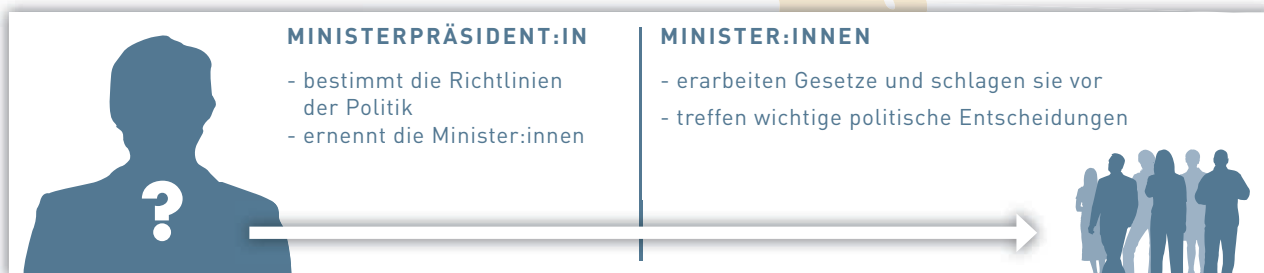 MINISTERPRÄSIDENT:IN
- bestimmt die Richtlinien
der Politik
- ernennt die Minister:innen
MINISTER:INNEN
- erarbeiten Gesetze und schlagen sie vor
- treffen wichtige politische Entscheidungen
?